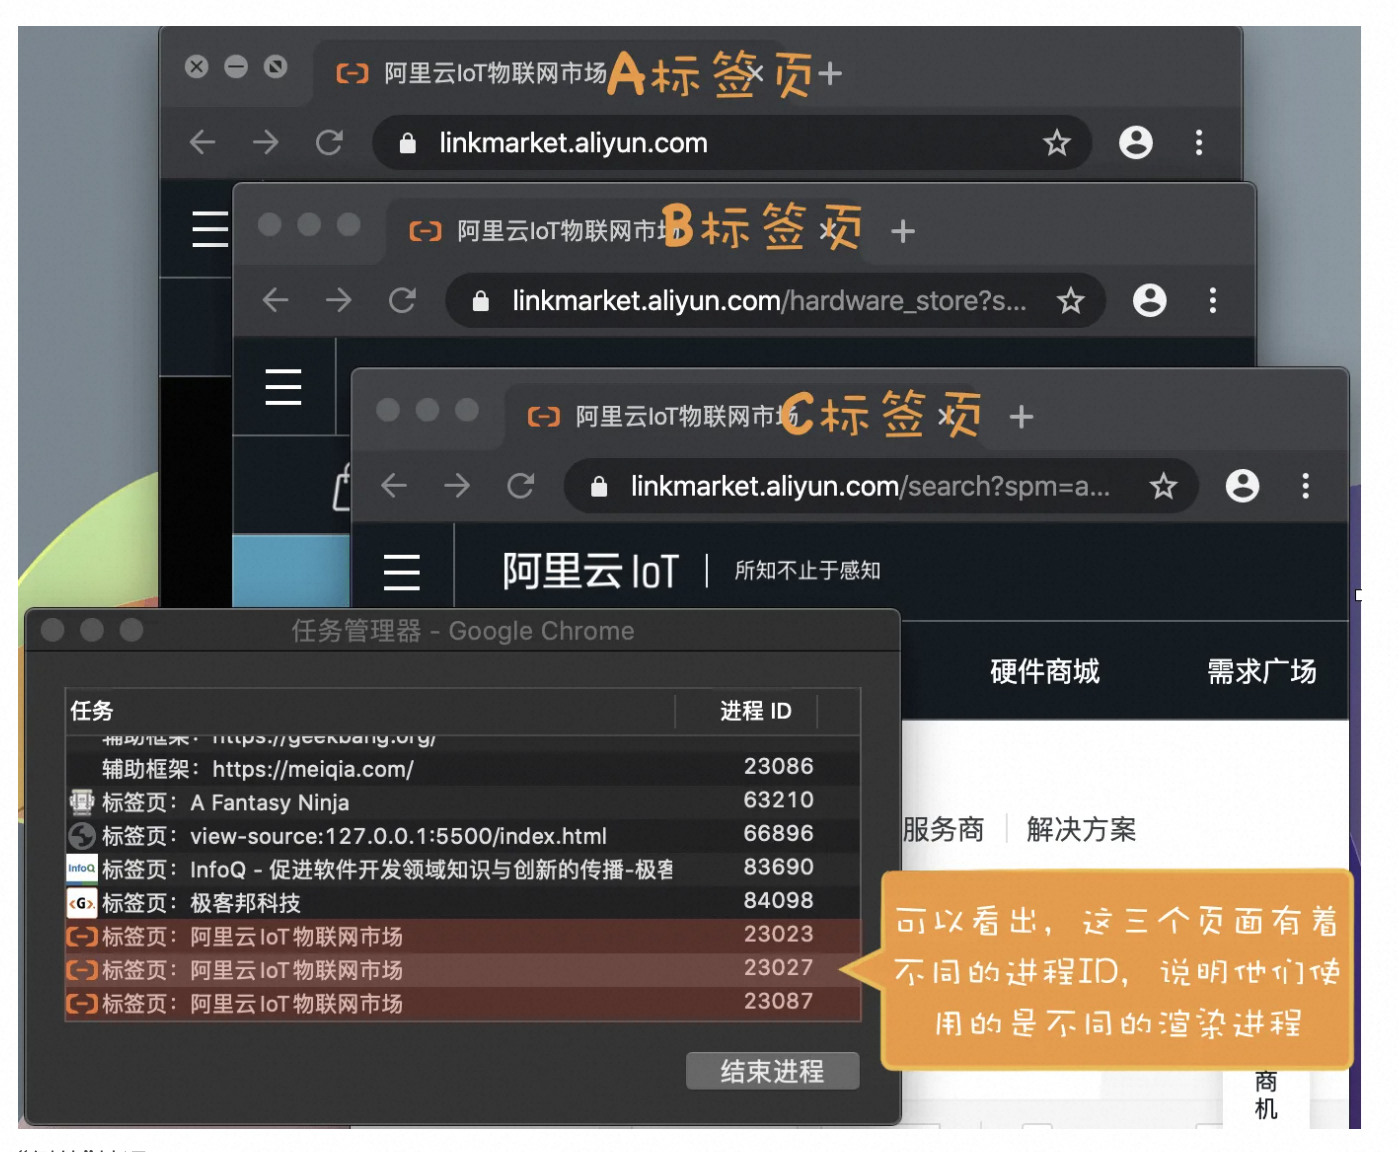 阿里云IoT物联网市场
A标签页
linkmarket.aliyun.com
阿里云IoT物联网市场
B标签页
linkmarket.aliyun.com/hardware_store?s...
阿里云IoT物联网市场
C标签页
linkmarket.aliyun.com/search?spm=a...
阿里云 IoT | 所知不止于感知
硬件商城 需求广场
服务商 解决方案
任务管理器 - Google Chrome
任务 进程 ID
辅助框架: https://geekbang.org/
辅助框架: https://meiqia.com/ 23086
标签页: A Fantasy Ninja 63210
标签页: view-source:127.0.0.1:5500/index.html 66896
InfoQ 标签页: InfoQ - 促进软件开发领域知识与创新的传播-极客 83690
<G>. 标签页: 极客邦科技 84098
标签页: 阿里云IoT物联网市场 23023
标签页: 阿里云IoT物联网市场 23027
标签页: 阿里云IoT物联网市场 23087
结束进程
可以看出, 这三个页面有着
不同的进程ID, 说明他们使
用的是不同的渲染进程
商
机